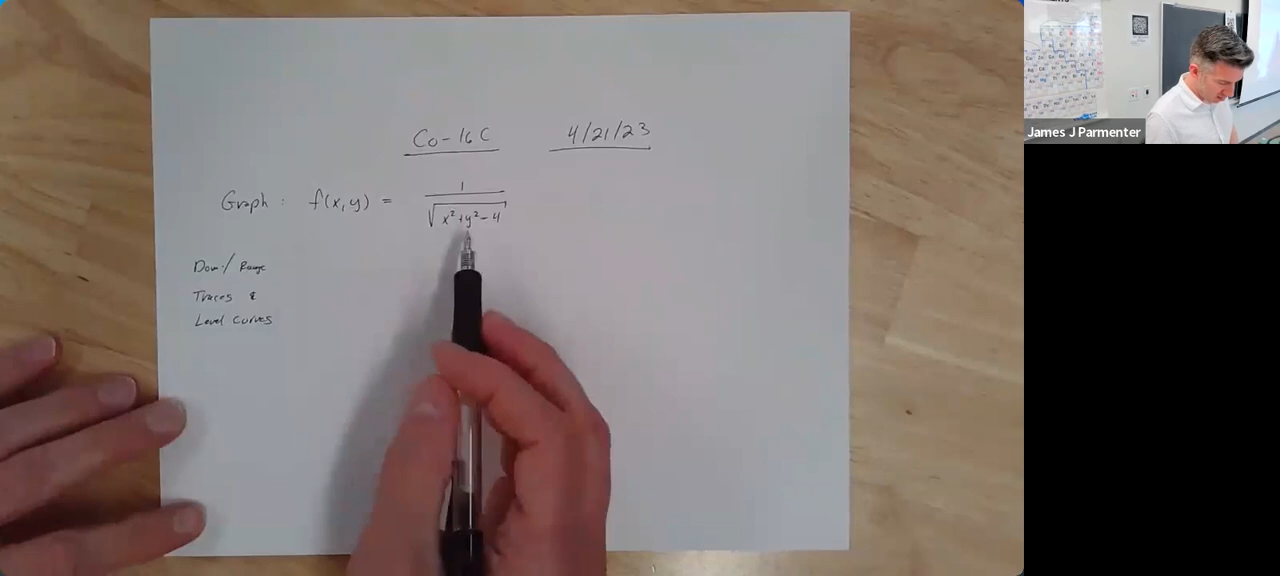 Co-16C 4/21/23
Graph: f(x,y) = 1/√(x²+y²-4)
Dom/Range
Traces &
Level Curves
James J Parmenter